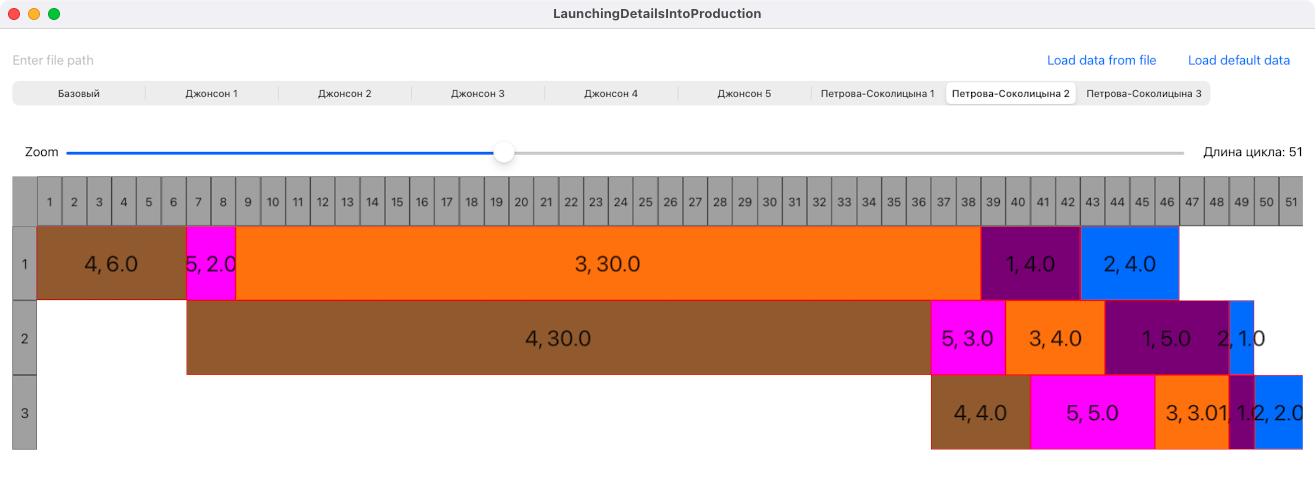 LaunchingDetailsIntoProduction
Enter file path Load data from file Load default data
Базовый Джонсон 1 Джонсон 2 Джонсон 3 Джонсон 4 Джонсон 5 Петрова-Соколицына 1 Петрова-Соколицына 2 Петрова-Соколицына 3
Zoom Длина цикла: 51
1 2 3 4 5 6 7 8 9 10 11 12 13 14 15 16 17 18 19 20 21 22 23 24 25 26 27 28 29 30 31 32 33 34 35 36 37 38 39 40 41 42 43 44 45 46 47 48 49 50 51
1 4, 6.0 5, 2.0 3, 30.0 1, 4.0 2, 4.0
2 4, 30.0 5, 3.0 3, 4.0 1, 5.0 2, 1.0
3 4, 4.0 5, 5.0 3, 3.0 1, 1.0 2, 2.0